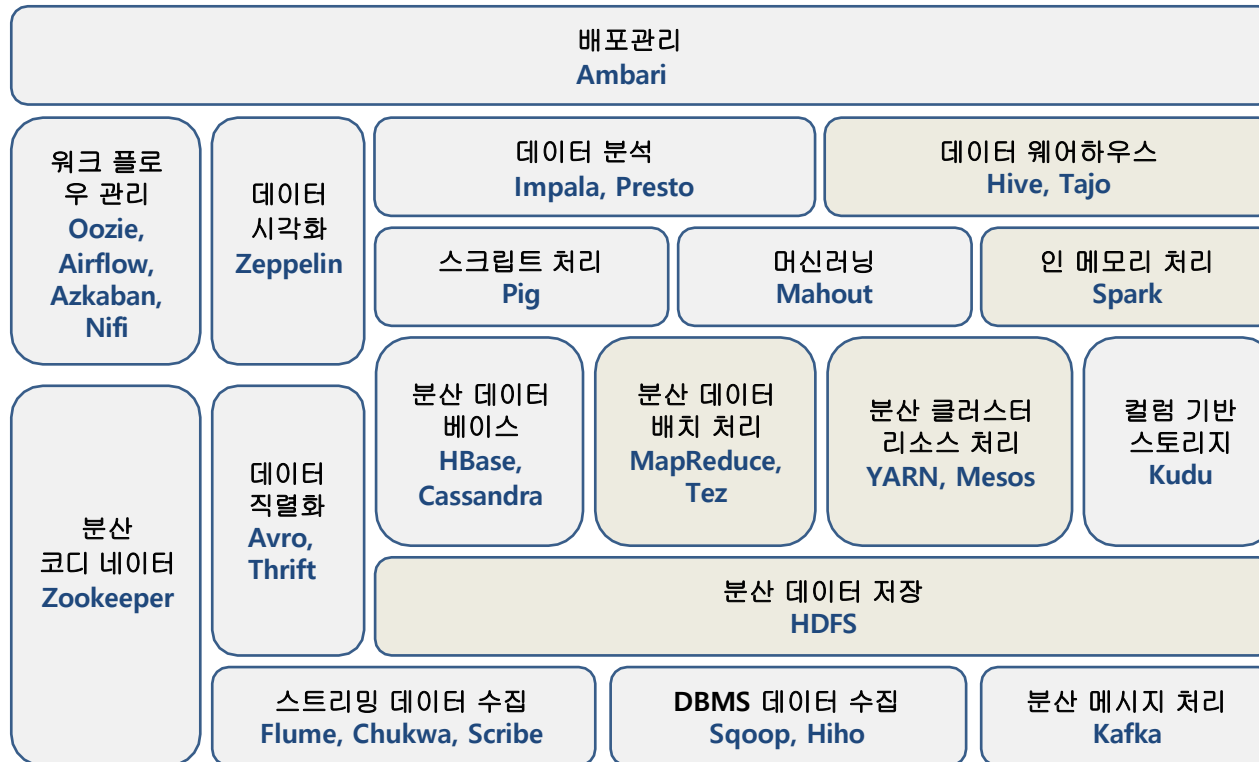 배포관리
Ambari
워크 플로
우 관리
Oozie,
Airflow,
Azkaban,
Nifi
데이터
시각화
Zeppelin
데이터 분석
Impala, Presto
데이터 웨어하우스
Hive, Tajo
스크립트 처리
Pig
머신러닝
Mahout
인 메모리 처리
Spark
분산
코디 네이터
Zookeeper
데이터
직렬화
Avro,
Thrift
분산 데이터
베이스
HBase,
Cassandra
분산 데이터
배치 처리
MapReduce,
Tez
분산 클러스터
리소스 처리
YARN, Mesos
컬럼 기반
스토리지
Kudu
분산 데이터 저장
HDFS
스트리밍 데이터 수집
Flume, Chukwa, Scribe
DBMS 데이터 수집
Sqoop, Hiho
분산 메시지 처리
Kafka